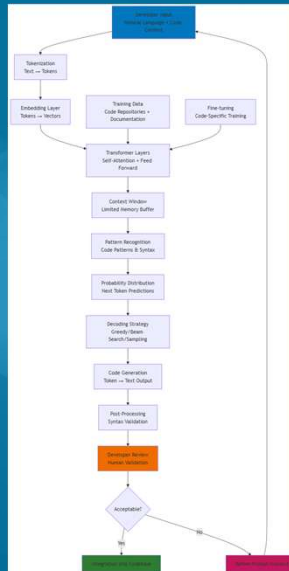 Developer Input
Natural Language + Code
Context
Tokenization
Text → Tokens
Embedding Layer
Tokens → Vectors
Training Data
Code Repositories +
Documentation
Fine-tuning
Code-Specific Training
Transformer Layers
Self-Attention + Feed
Forward
Context Window
Limited Memory Buffer
Pattern Recognition
Code Patterns & Syntax
Probability Distribution
Next Token Predictions
Decoding Strategy
Greedy/Beam
Search/Sampling
Code Generation
Token → Text Output
Post-Processing
Syntax Validation
Developer Review
Human Validation
Acceptable?
Yes
No